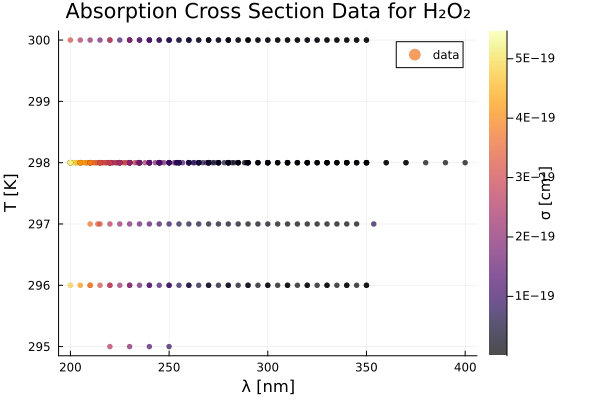 Absorption Cross Section Data for H₂O₂
T [K]
300
299
298
297
296
295
200
250
300
350
400
λ [nm]
data
5E−19
4E−19
3E−19
2E−19
1E−19
σ [cm²]